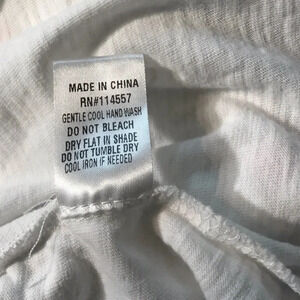 MADE IN CHINA
RN#114557
GENTLE COOL HAND WASH
DO NOT BLEACH
DRY FLAT IN SHADE
DO NOT TUMBLE DRY
COOL IRON IF NEEDED